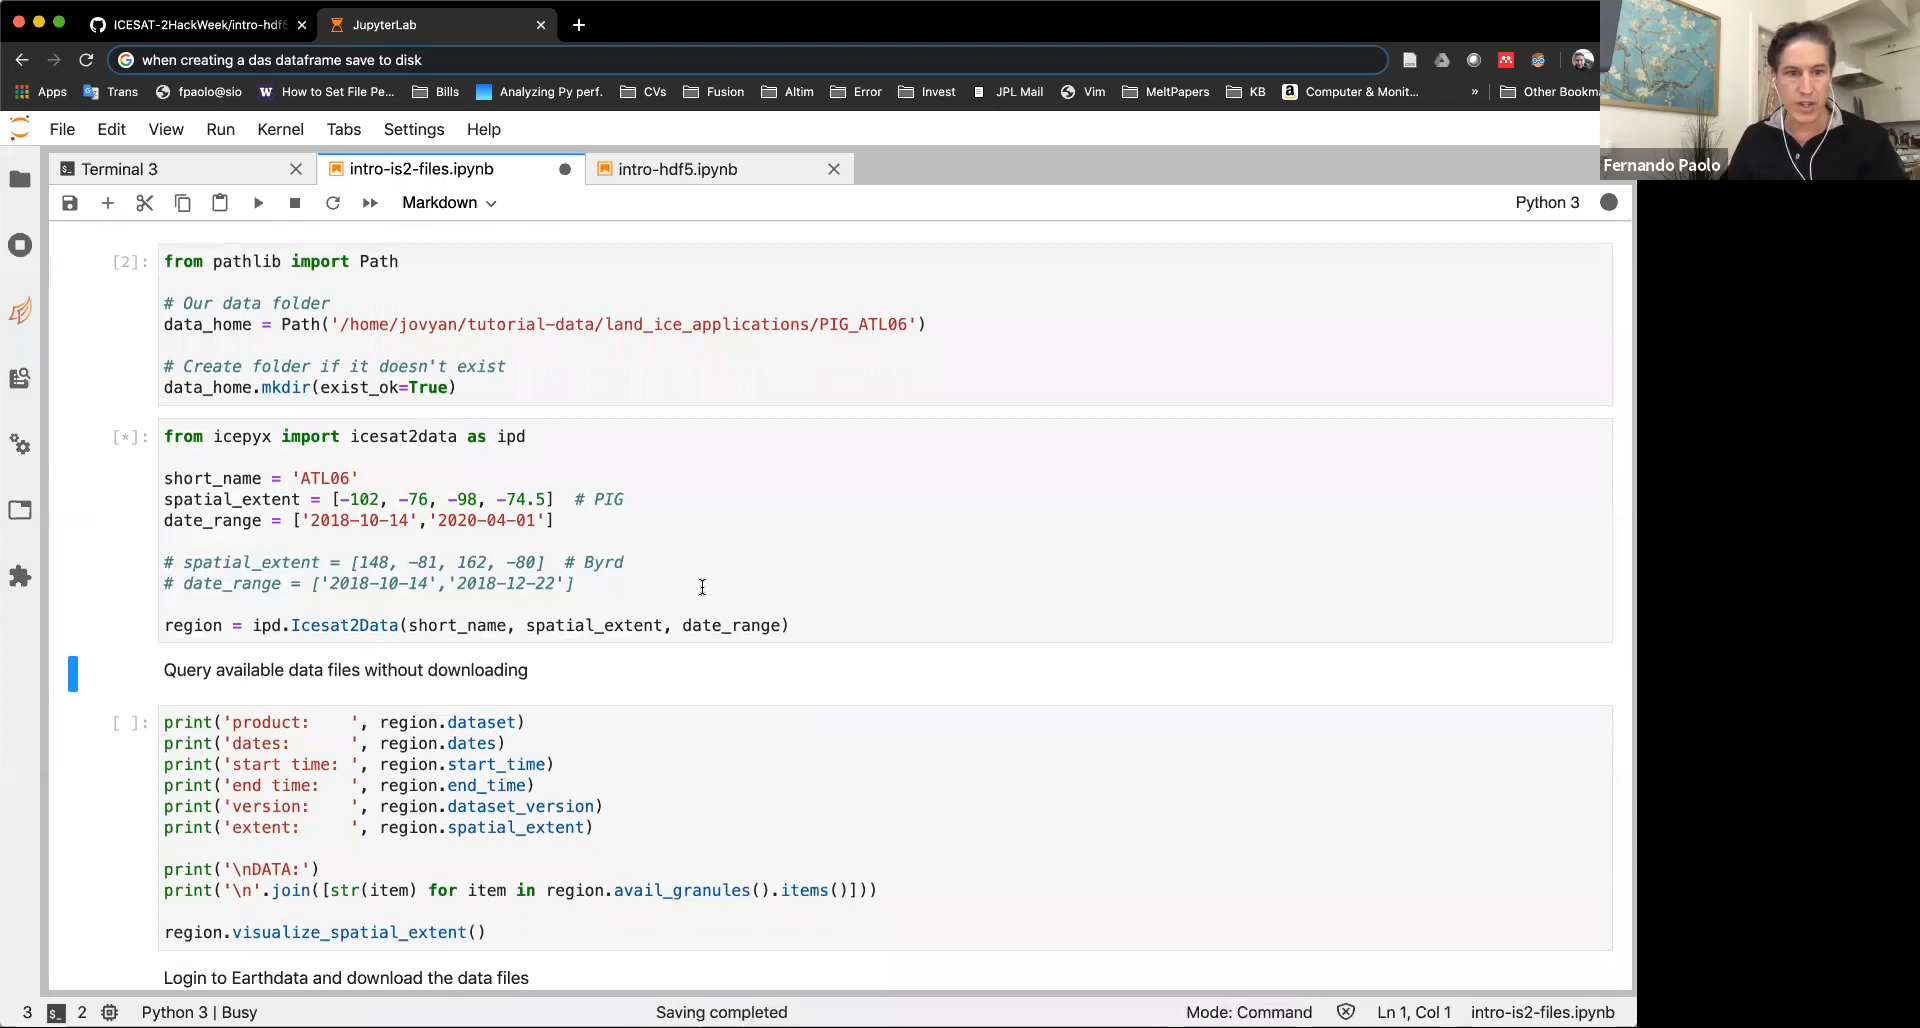 ICESAT-2HackWeek/intro-hdf5
JupyterLab
when creating a das dataframe save to disk
Apps
Trans
fpaolo@sio
How to Set File Pe...
Bills
Analyzing Py perf.
CVs
Fusion
Altim
Error
Invest
JPL Mail
Vim
MeltPapers
KB
Computer & Monit...
»
Other Bookma
File Edit View Run Kernel Tabs Settings Help
Terminal 3
intro-is2-files.ipynb
intro-hdf5.ipynb
Fernando Paolo
Markdown
Python 3
[2]:
from pathlib import Path
# Our data folder
data_home = Path('/home/jovyan/tutorial-data/land_ice_applications/PIG_ATL06')
# Create folder if it doesn't exist
data_home.mkdir(exist_ok=True)
[*]:
from icepyx import icesat2data as ipd
short_name = 'ATL06'
spatial_extent = [-102, -76, -98, -74.5]  # PIG
date_range = ['2018-10-14','2020-04-01']
# spatial_extent = [148, -81, 162, -80]  # Byrd
# date_range = ['2018-10-14','2018-12-22']
region = ipd.Icesat2Data(short_name, spatial_extent, date_range)
Query available data files without downloading
[ ]:
print('product:    ', region.dataset)
print('dates:      ', region.dates)
print('start time: ', region.start_time)
print('end time:   ', region.end_time)
print('version:    ', region.dataset_version)
print('extent:     ', region.spatial_extent)
print('\nDATA:')
print('\n'.join([str(item) for item in region.avail_granules().items()]))
region.visualize_spatial_extent()
Login to Earthdata and download the data files
3
2
Python 3 | Busy
Saving completed
Mode: Command
Ln 1, Col 1
intro-is2-files.ipynb